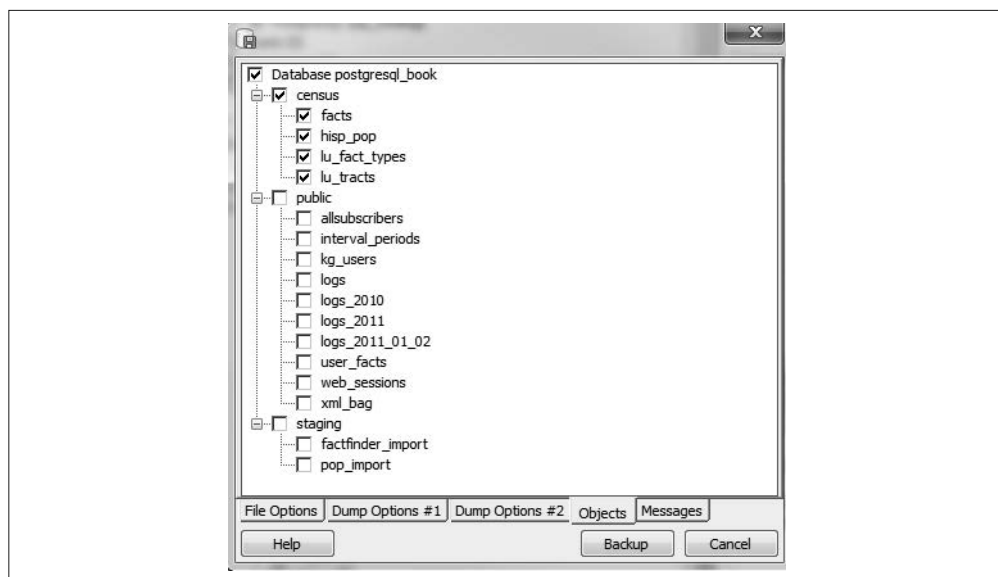 X
Database postgresql_book
census
facts
hisp_pop
lu_fact_types
lu_tracts
public
allsubscribers
interval_periods
kg_users
logs
logs_2010
logs_2011
logs_2011_01_02
user_facts
web_sessions
xml_bag
staging
factfinder_import
pop_import
File Options Dump Options #1 Dump Options #2 Objects Messages
Help Backup Cancel